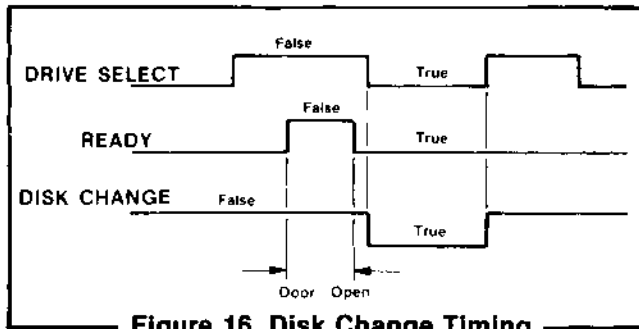 False
DRIVE SELECT
True
False
READY
True
DISK CHANGE
False
True
Door Open
Figure 16 Disk Change Timing